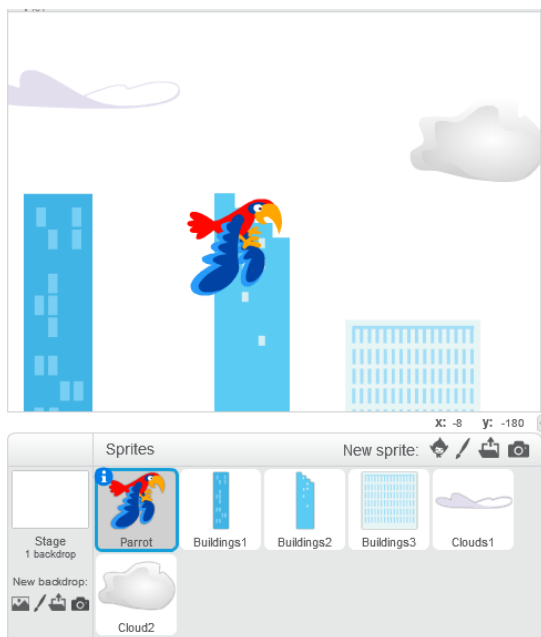 x: -8 y: -180
Sprites New sprite:
Stage
1 backdrop
New backdrop:
Parrot Buildings1 Buildings2 Buildings3 Clouds1
Cloud2